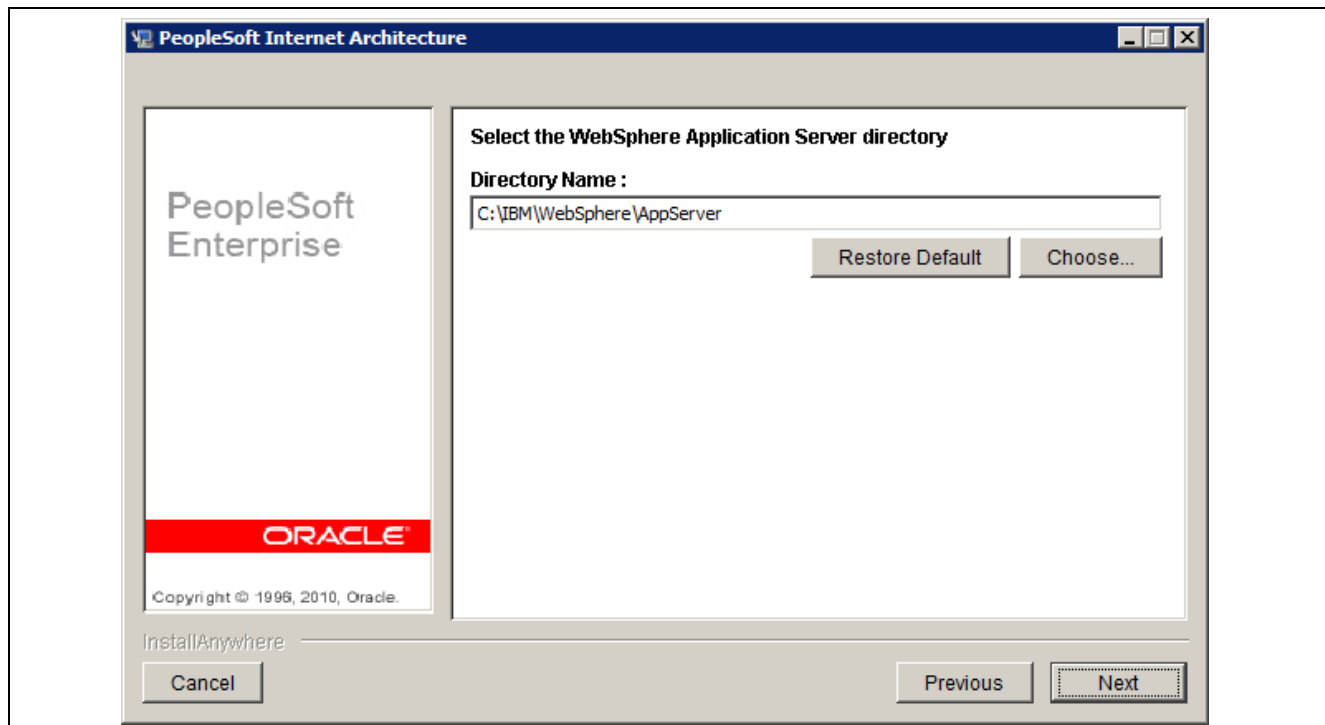 PeopleSoft Internet Architecture
PeopleSoft
Enterprise
ORACLE
Copyright © 1996, 2010, Oracle.
Select the WebSphere Application Server directory
Directory Name :
C:\IBM\WebSphere\AppServer
Restore Default
Choose...
InstallAnywhere
Cancel
Previous
Next